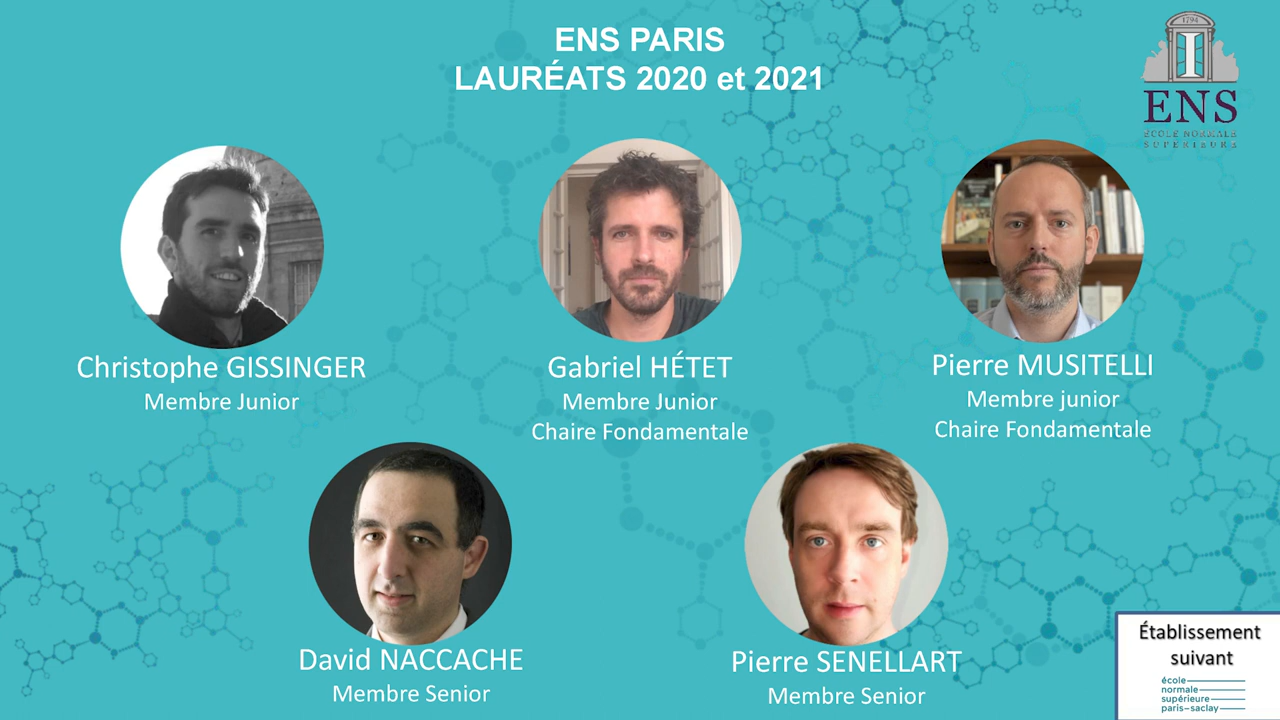 ENS PARIS
LAURÉATS 2020 et 2021
1794
ENS
ÉCOLE NORMALE
SUPÉRIEURE
Christophe GISSINGER
Membre Junior
Gabriel HÉTET
Membre Junior
Chaire Fondamentale
Pierre MUSITELLI
Membre junior
Chaire Fondamentale
David NACCACHE
Membre Senior
Pierre SENELLART
Membre Senior
Établissement
suivant
école
normale
supérieure
paris–saclay